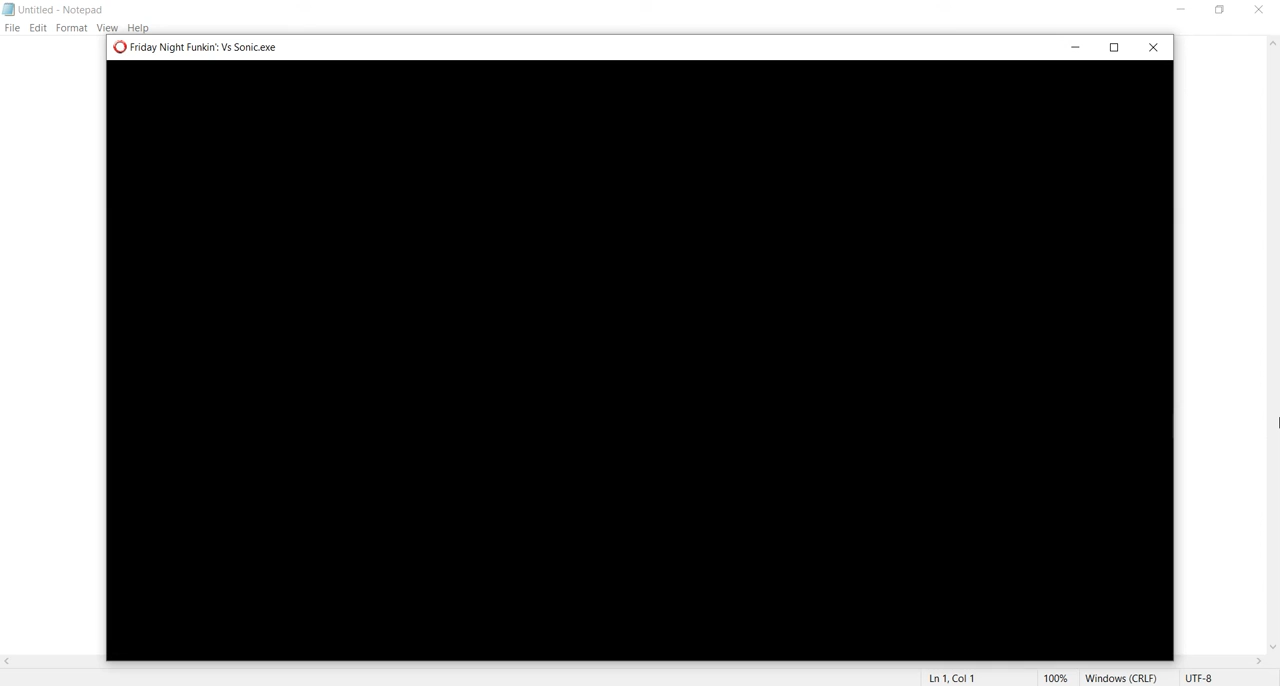 Untitled - Notepad
File Edit Format View Help
Friday Night Funkin': Vs Sonic.exe
Ln 1, Col 1 100% Windows (CRLF) UTF-8